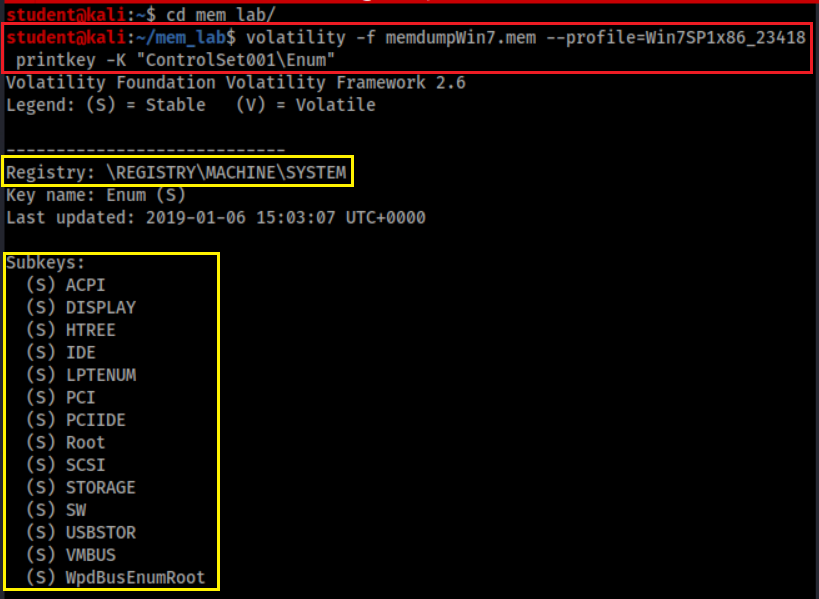 student@kali:~$ cd mem_lab/
student@kali:~/mem_lab$ volatility -f memdumpWin7.mem --profile=Win7SP1x86_23418
printkey -K "ControlSet001\Enum"
Volatility Foundation Volatility Framework 2.6
Legend: (S) = Stable   (V) = Volatile

----------------------------
Registry: \REGISTRY\MACHINE\SYSTEM
Key name: Enum (S)
Last updated: 2019-01-06 15:03:07 UTC+0000

Subkeys:
  (S) ACPI
  (S) DISPLAY
  (S) HTREE
  (S) IDE
  (S) LPTENUM
  (S) PCI
  (S) PCIIDE
  (S) Root
  (S) SCSI
  (S) STORAGE
  (S) SW
  (S) USBSTOR
  (S) VMBUS
  (S) WpdBusEnumRoot